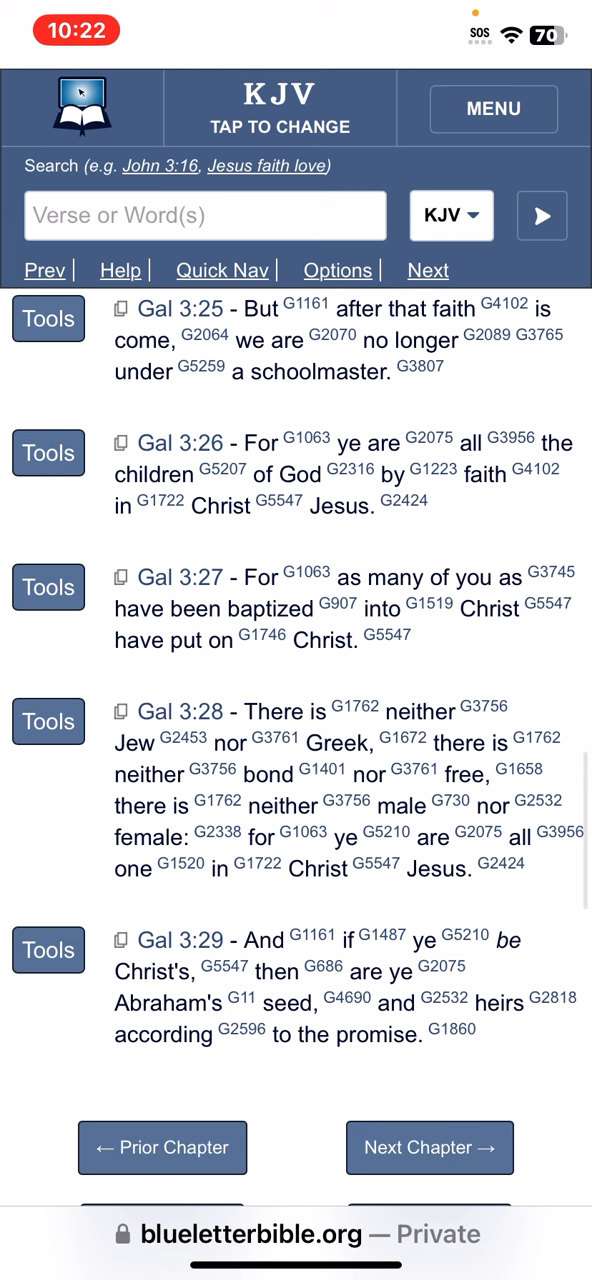 10:22
SOS 70
KJV
TAP TO CHANGE
MENU
Search (e.g. John 3:16, Jesus faith love)
Verse or Word(s)
KJV
Prev | Help | Quick Nav | Options | Next
Tools
Gal 3:25 - But G1161 after that faith G4102 is
come, G2064 we are G2070 no longer G2089 G3765
under G5259 a schoolmaster. G3807
Tools
Gal 3:26 - For G1063 ye are G2075 all G3956 the
children G5207 of God G2316 by G1223 faith G4102
in G1722 Christ G5547 Jesus. G2424
Tools
Gal 3:27 - For G1063 as many of you as G3745
have been baptized G907 into G1519 Christ G5547
have put on G1746 Christ. G5547
Tools
Gal 3:28 - There is G1762 neither G3756
Jew G2453 nor G3761 Greek, G1672 there is G1762
neither G3756 bond G1401 nor G3761 free, G1658
there is G1762 neither G3756 male G730 nor G2532
female: G2338 for G1063 ye G5210 are G2075 all G3956
one G1520 in G1722 Christ G5547 Jesus. G2424
Tools
Gal 3:29 - And G1161 if G1487 ye G5210 be
Christ's, G5547 then G686 are ye G2075
Abraham's G11 seed, G4690 and G2532 heirs G2818
according G2596 to the promise. G1860
← Prior Chapter
Next Chapter →
blueletterbible.org — Private